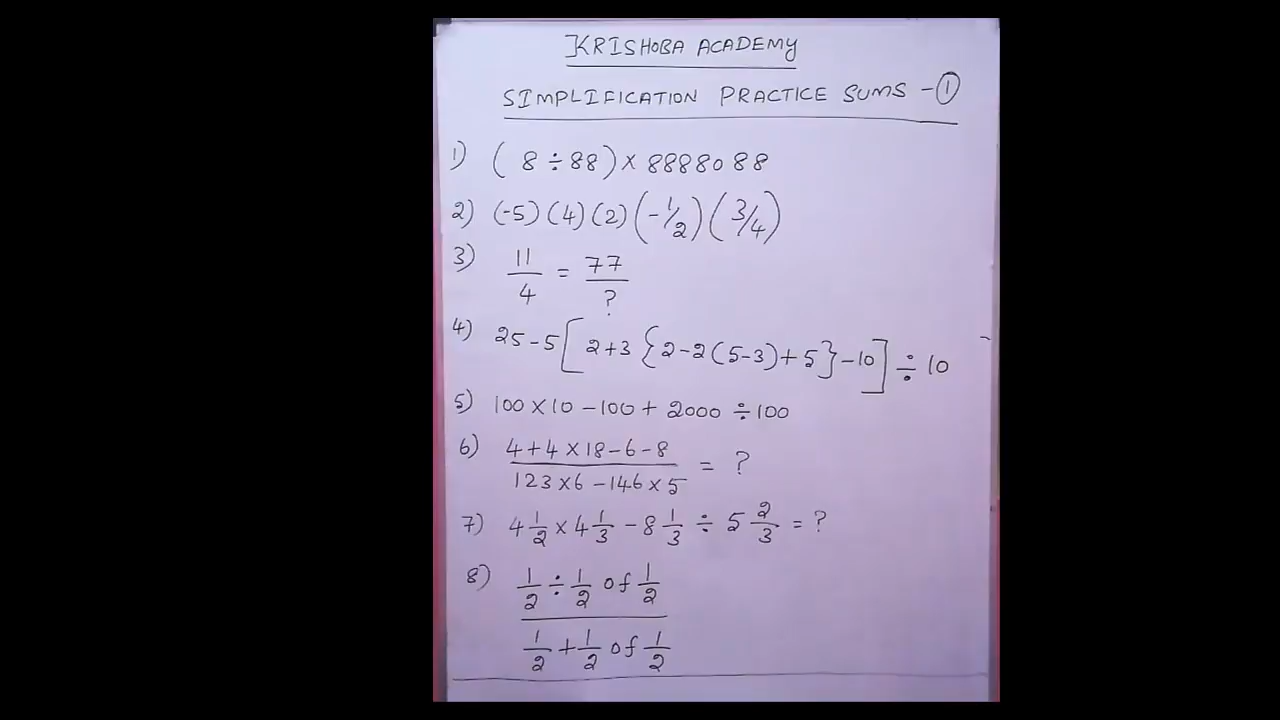 KRISHOBA ACADEMY
SIMPLIFICATION PRACTICE SUMS - ①
1) (8 ÷ 88) × 8888088
2) (-5) (4) (2) (-1/2) (3/4)
3) 11/4 = 77/?
4) 25 - 5 [2 + 3 {2 - 2 (5 - 3) + 5} - 10] ÷ 10
5) 100 × 10 - 100 + 2000 ÷ 100
6) 4 + 4 × 18 - 6 - 8
123 × 6 - 146 × 5 = ?
7) 4 1/2 × 4 1/3 - 8 1/3 ÷ 5 2/3 = ?
8) 1/2 ÷ 1/2 of 1/2
1/2 + 1/2 of 1/2